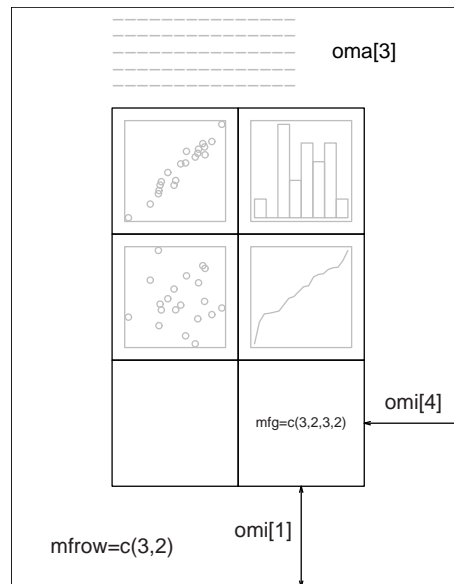 oma[3]
mfg=c(3,2,3,2)
omi[4]
omi[1]
mfrow=c(3,2)